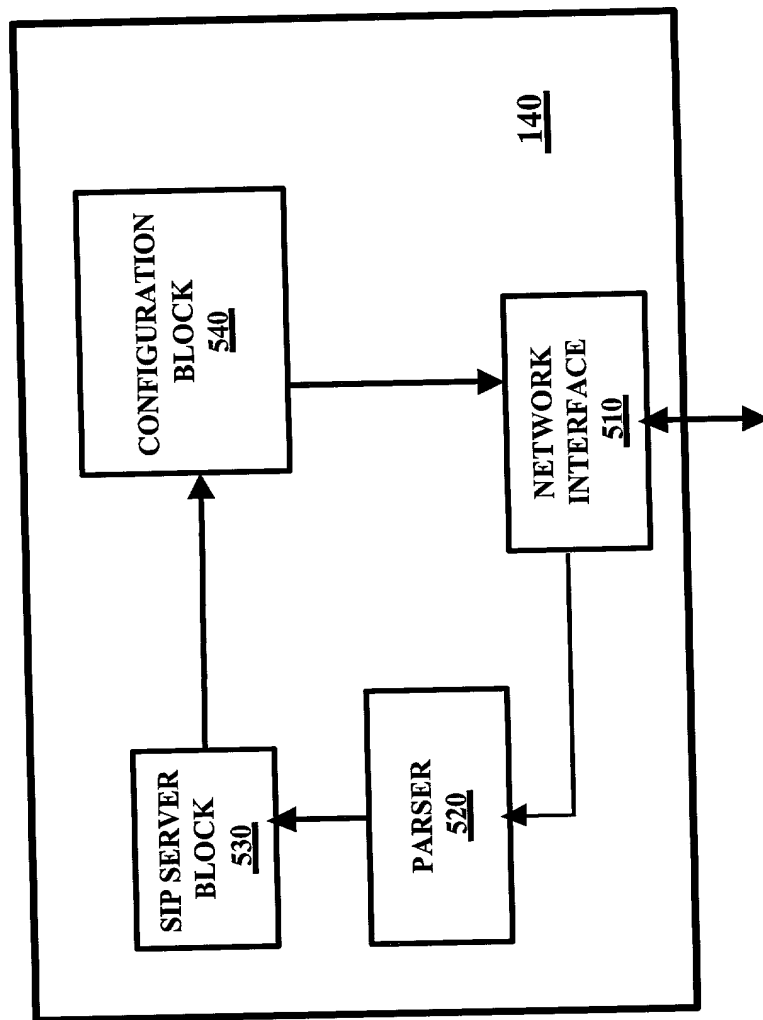 SIP SERVER
BLOCK
530
CONFIGURATION
BLOCK
540
PARSER
520
NETWORK
INTERFACE
510
140